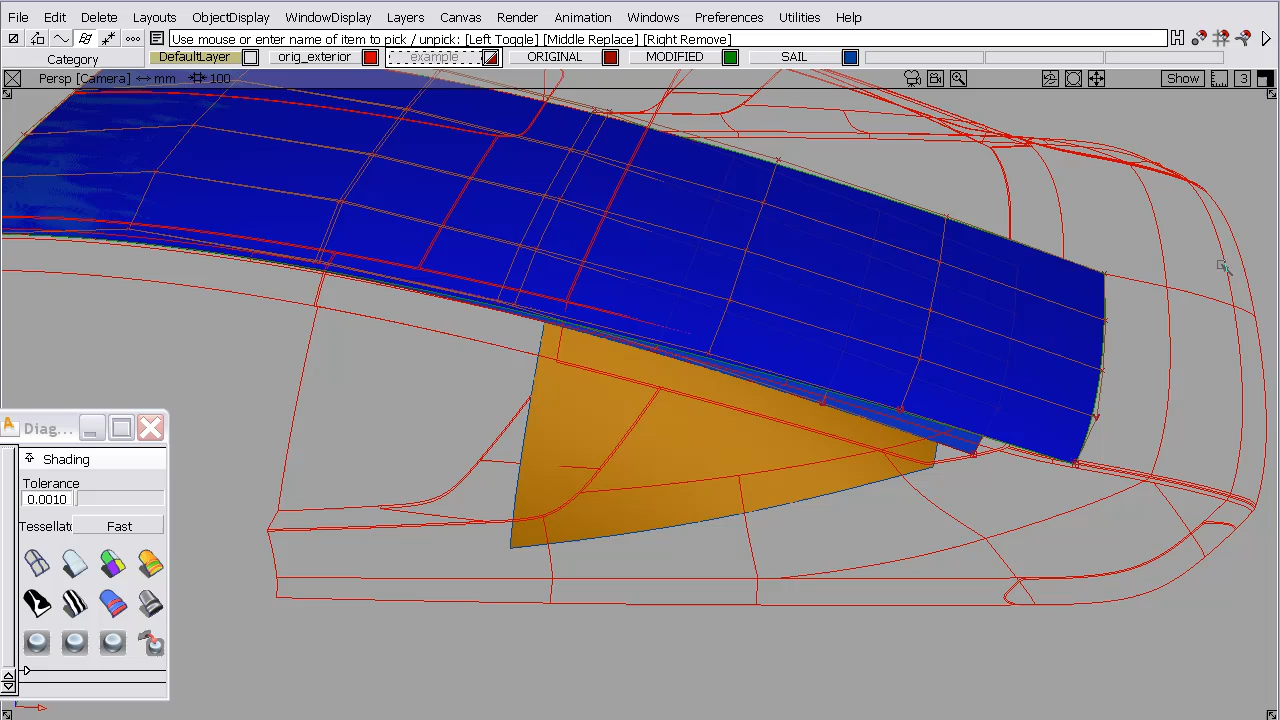 File Edit Delete Layouts ObjectDisplay WindowDisplay Layers Canvas Render Animation Windows Preferences Utilities Help
Use mouse or enter name of item to pick / unpick: [Left Toggle] [Middle Replace] [Right Remove]
Category DefaultLayer orig_exterior example ORIGINAL MODIFIED SAIL
Persp [Camera] mm 100 Show 3
Diag...
Shading
Tolerance
0.0010
Tessellat Fast